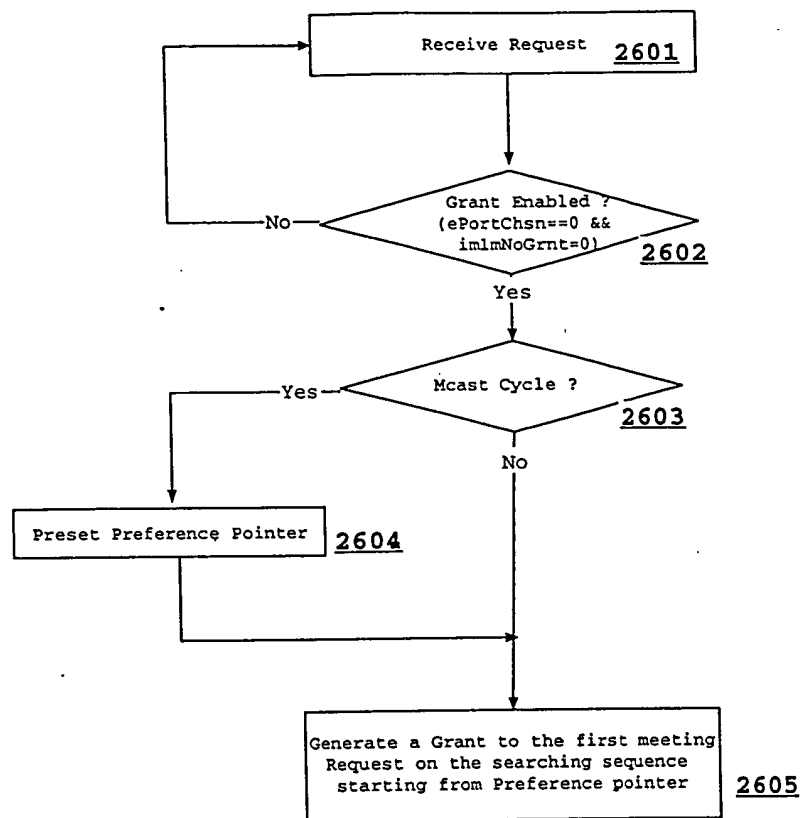 Receive Request 2601
Grant Enabled ?
(ePortChsn==0 &&
imlmNoGrnt=0)
2602
No
Yes
Mcast Cycle ?
2603
Yes
No
Preset Preference Pointer
2604
Generate a Grant to the first meeting
Request on the searching sequence
starting from Preference pointer
2605